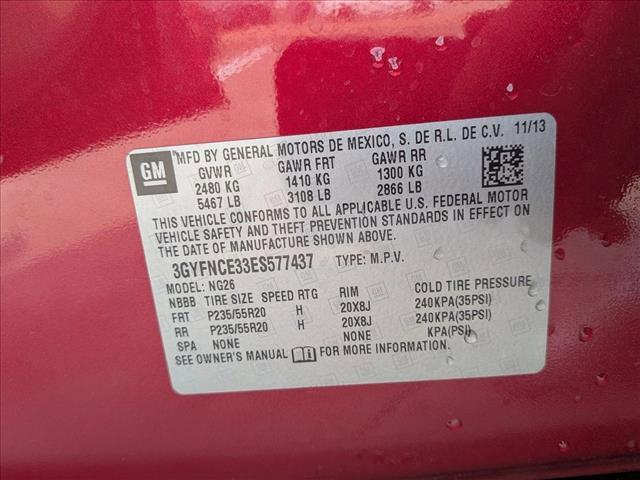 GM
MFD BY GENERAL MOTORS DE MEXICO, S. DE R.L. DE C.V. 11/13
GVWR GAWR FRT GAWR RR
2480 KG 1410 KG 1300 KG
5467 LB 3108 LB 2866 LB
THIS VEHICLE CONFORMS TO ALL APPLICABLE U.S. FEDERAL MOTOR
VEHICLE SAFETY AND THEFT PREVENTION STANDARDS IN EFFECT ON
THE DATE OF MANUFACTURE SHOWN ABOVE.
3GYFNCE33ES577437 TYPE: M.P.V.
MODEL: NG26
NBBB TIRE SIZE SPEED RTG RIM COLD TIRE PRESSURE
FRT P235/55R20 H 20X8J 240KPA(35PSI)
RR P235/55R20 H 20X8J 240KPA(35PSI)
SPA NONE NONE KPA(PSI)
SEE OWNER'S MANUAL FOR MORE INFORMATION.